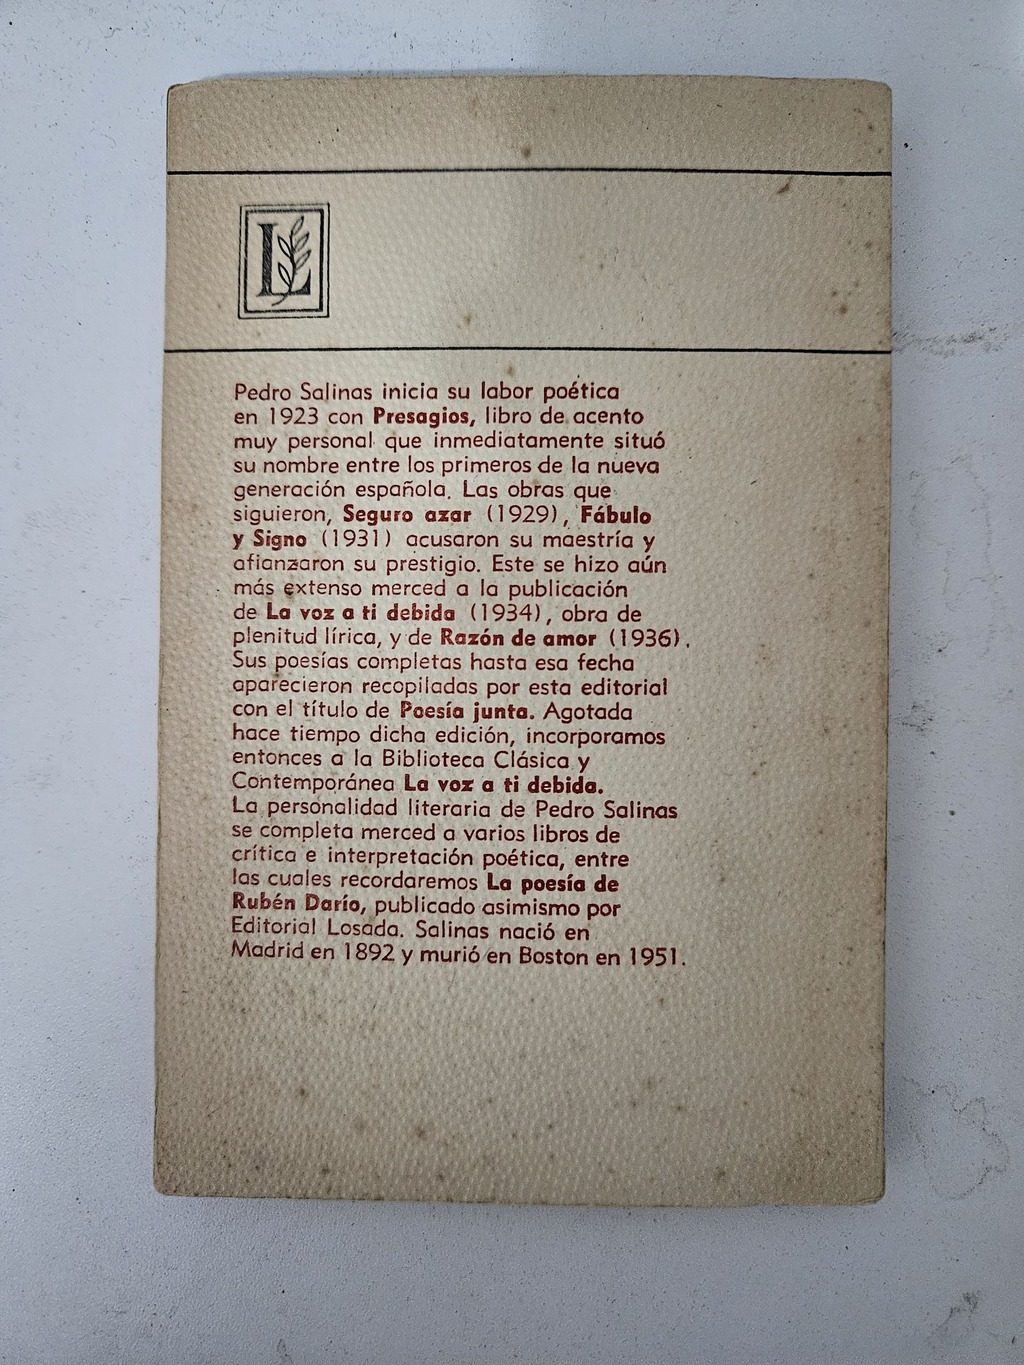 L
Pedro Salinas inicia su labor poética
en 1923 con Presagios, libro de acento
muy personal que inmediatamente situó
su nombre entre los primeros de la nueva
generación española. Las obras que
siguieron, Seguro azar (1929), Fábulo
y Signo (1931) acusaron su maestría y
afianzaron su prestigio. Este se hizo aún
más extenso merced a la publicación
de La voz a ti debida (1934), obra de
plenitud lírica, y de Razón de amor (1936).
Sus poesías completas hasta esa fecha
aparecieron recopiladas por esta editorial
con el título de Poesía junta. Agotada
hace tiempo dicha edición, incorporamos
entonces a la Biblioteca Clásica y
Contemporánea La voz a ti debida.
La personalidad literaria de Pedro Salinas
se completa merced a varios libros de
crítica e interpretación poética, entre
las cuales recordaremos La poesía de
Rubén Darío, publicado asimismo por
Editorial Losada. Salinas nació en
Madrid en 1892 y murió en Boston en 1951.